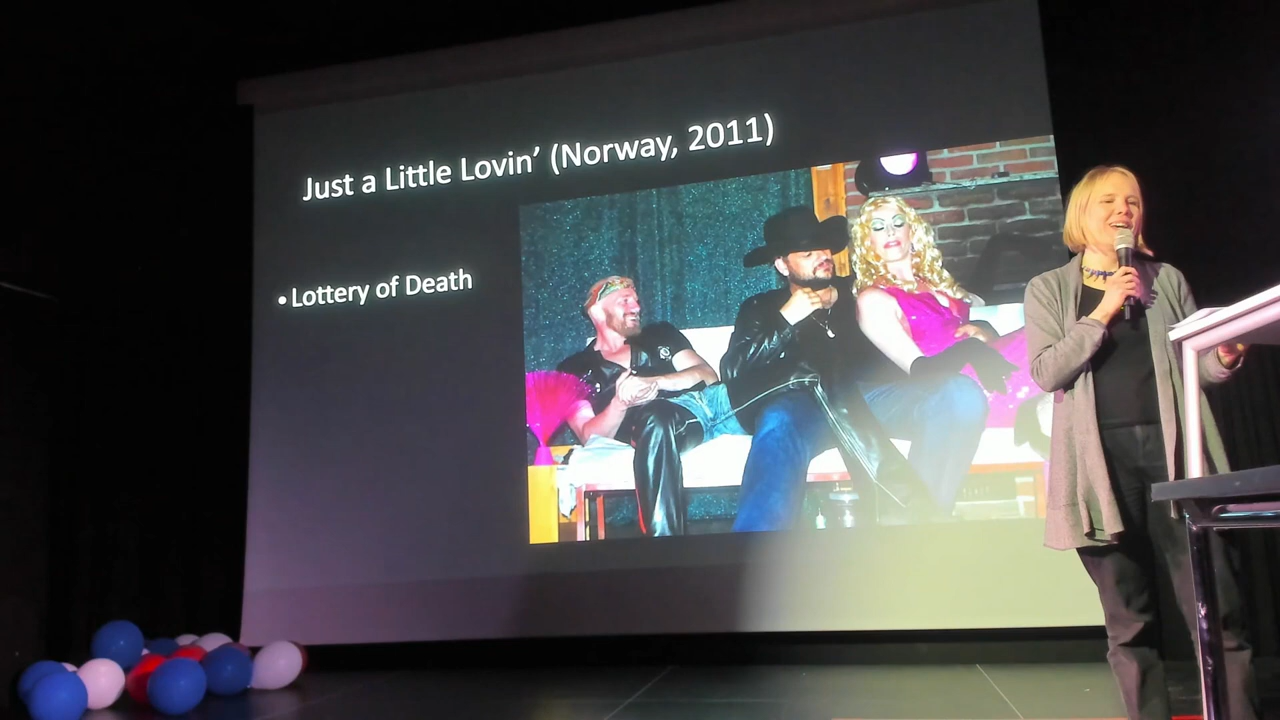 Just a Little Lovin’ (Norway, 2011)
• Lottery of Death